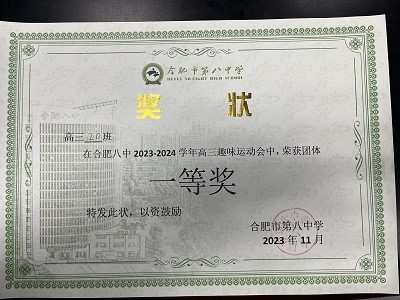 合肥市第八中学
HEFEI NO.EIGHT HIGH SCHOOL
奖 状
高三20班
在合肥八中2023-2024学年高三趣味运动会中，荣获团体
一等奖
特发此状，以资鼓励
合肥市第八中学
2023年11月